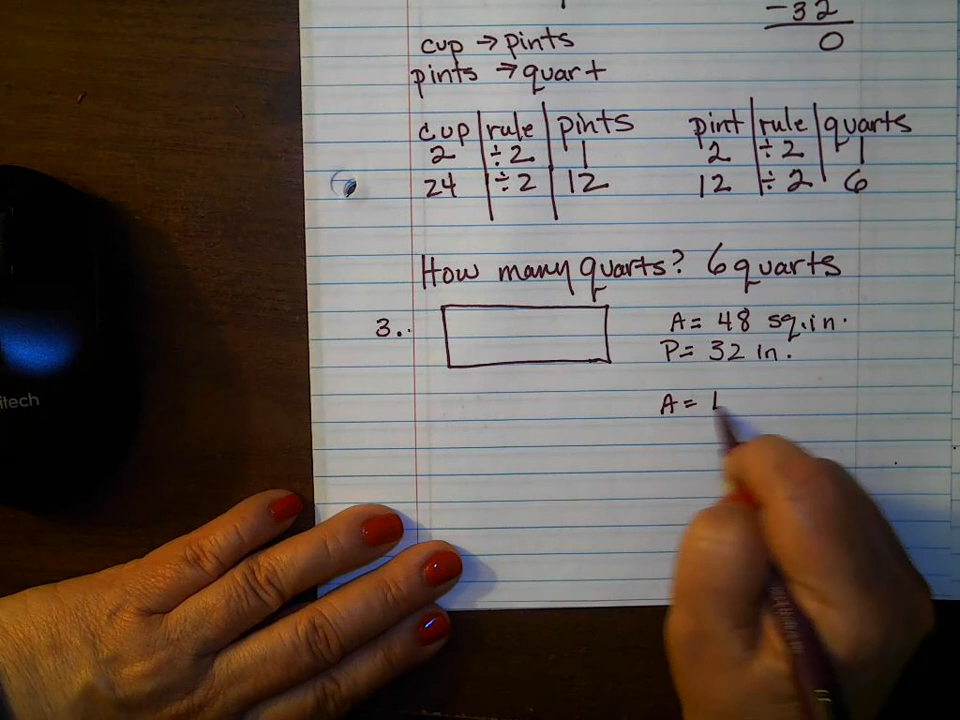 -32
0
cup → pints
pints → quart
cup rule pints
2 ÷2 1
24 ÷2 12
pint rule quarts
2 ÷2 1
12 ÷2 6
How many quarts? 6 quarts
3.
A = 48 sq. in.
P = 32 in.
A = l
itech